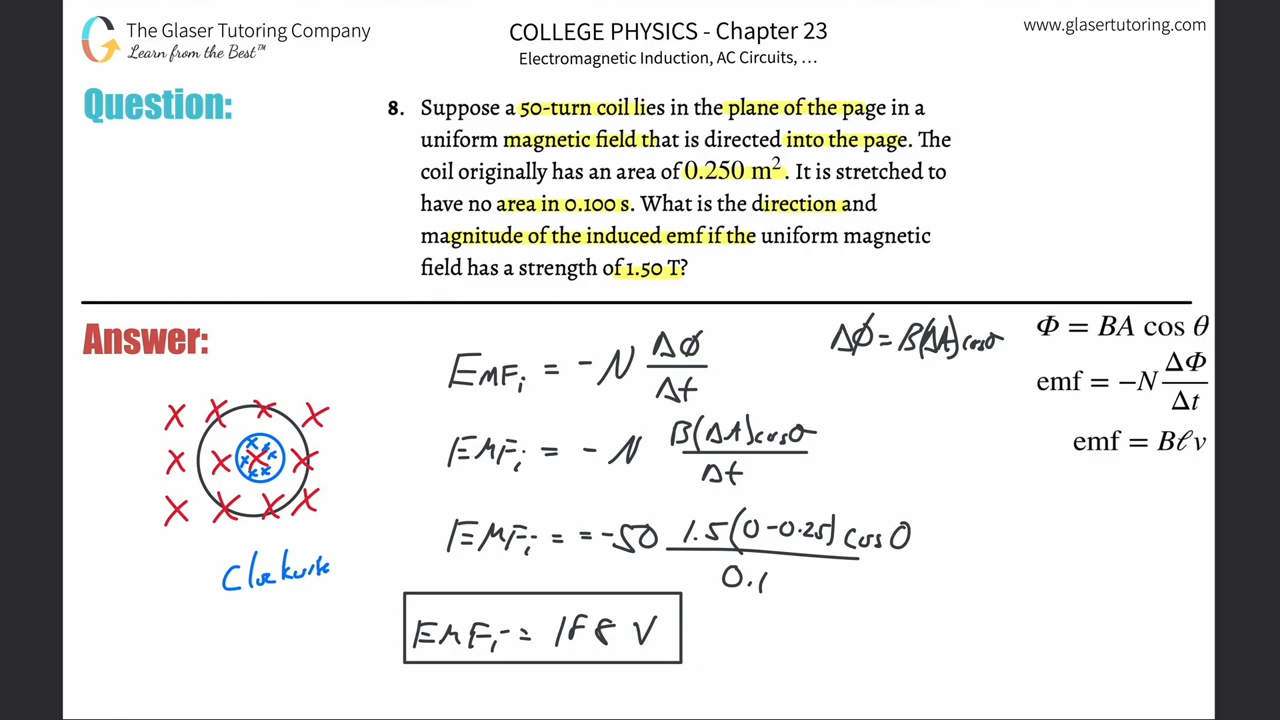 The Glaser Tutoring Company
Learn from the Best™
COLLEGE PHYSICS - Chapter 23
Electromagnetic Induction, AC Circuits, …
www.glasertutoring.com
Question:
8. Suppose a 50-turn coil lies in the plane of the page in a
uniform magnetic field that is directed into the page. The
coil originally has an area of 0.250 m². It is stretched to
have no area in 0.100 s. What is the direction and
magnitude of the induced emf if the uniform magnetic
field has a strength of 1.50 T?
Answer:
EMFᵢ = -N ΔΦ/Δt
ΔΦ = B(ΔA)cosθ
Φ = BA cos θ
emf = −N ΔΦ/Δt
emf = Bℓv
EMFᵢ = -N B(ΔA)cosθ/Δt
EMFᵢ = = -50 1.5(0-0.25)cos0/0.1
EMFᵢ = 188 V
x x x x
x x x x
x x x x
Clockwise